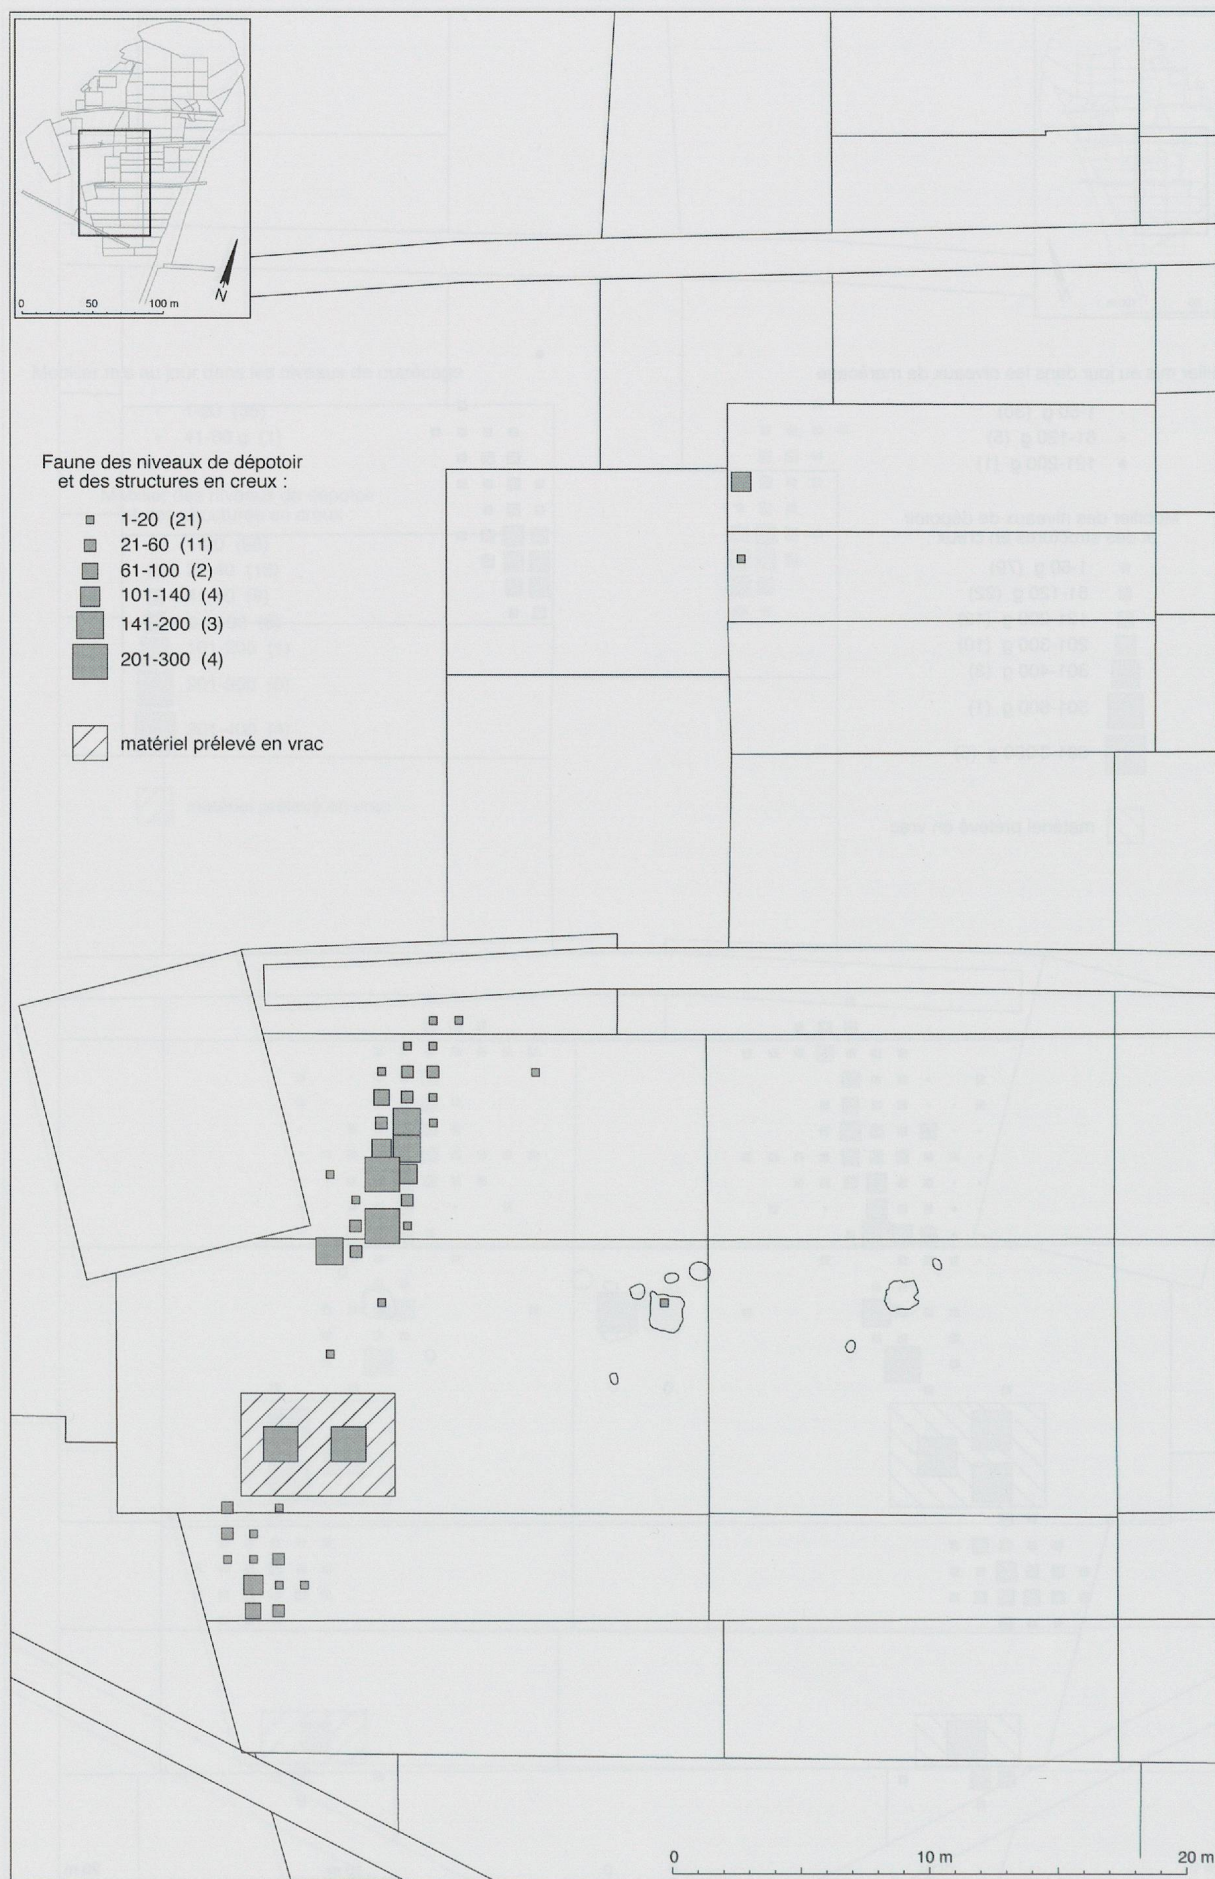 N
0 50 100 m
Faune des niveaux de dépotoir
et des structures en creux :
1-20 (21)
21-60 (11)
61-100 (2)
101-140 (4)
141-200 (3)
201-300 (4)
matériel prélevé en vrac
0 10 m 20 m